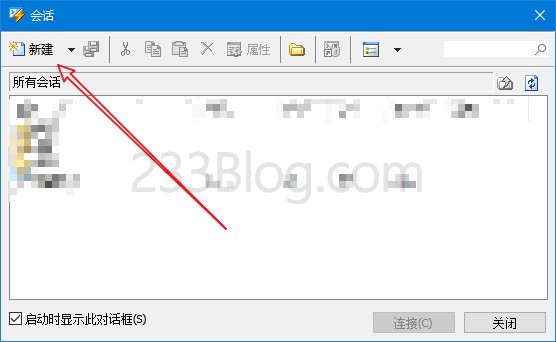 会话
新建
属性
所有会话
233Blog.com
启动时显示此对话框(S)
连接(C)
关闭